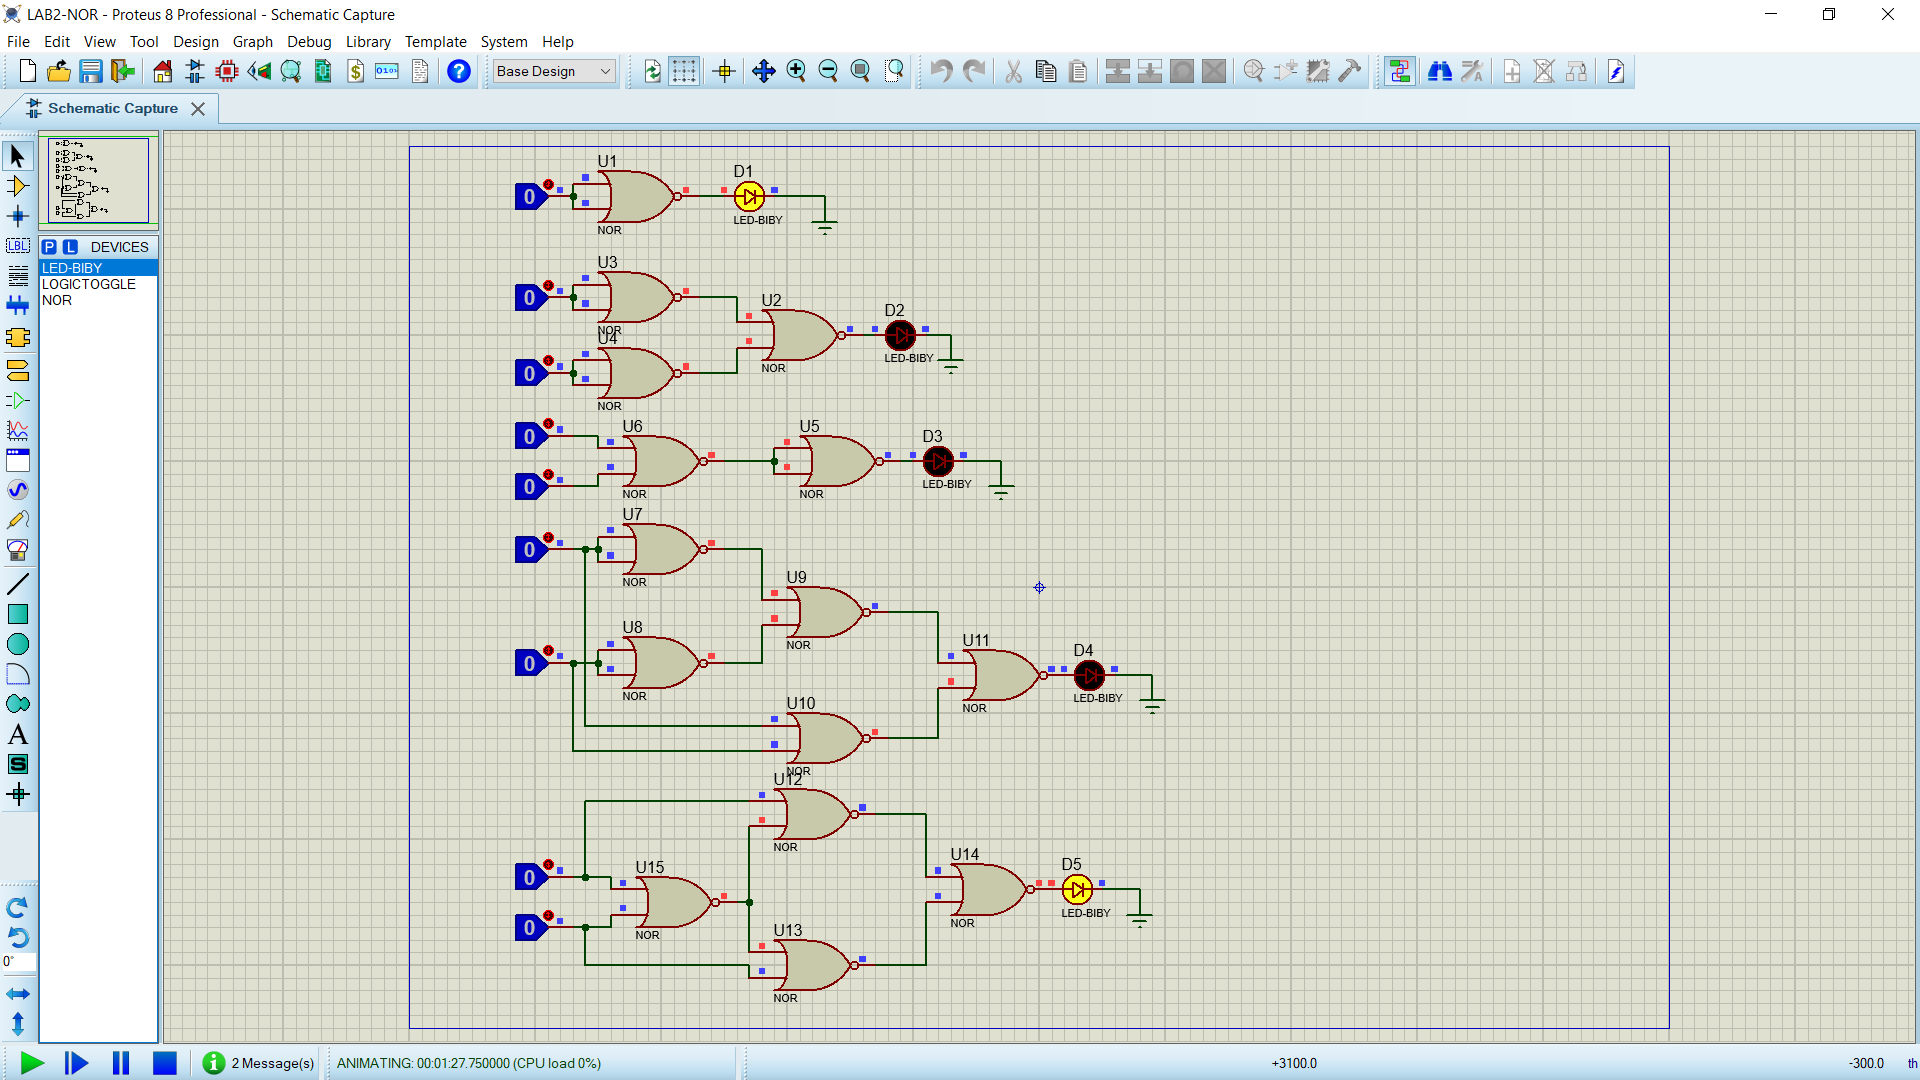 LAB2-NOR - Proteus 8 Professional - Schematic Capture
File Edit View Tool Design Graph Debug Library Template System Help
Base Design
Schematic Capture
P L DEVICES
LED-BIBY
LOGICTOGGLE
NOR
LBL
A
S
0°
U1
D1
0
LED-BIBY
NOR
U3
0
NOR
U2
D2
U4
LED-BIBY
NOR
0
NOR
U6
U5
D3
0
0
LED-BIBY
NOR
NOR
U7
0
NOR
U9
U8
NOR
U11
D4
0
NOR
LED-BIBY
U10
NOR
NOR
U12
NOR
U14
D5
U15
0
LED-BIBY
0
NOR
NOR
U13
NOR
2 Message(s)
ANIMATING: 00:01:27.750000 (CPU load 0%)
+3100.0
-300.0
th